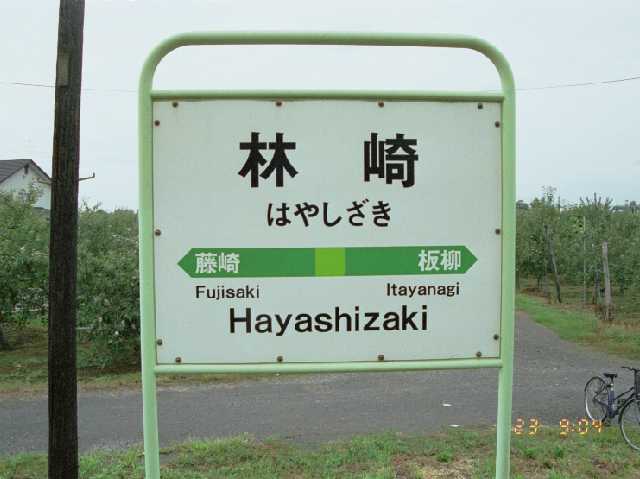 林 崎
はやしざき
藤崎 板柳
Fujisaki Itayanagi
Hayashizaki
23 9:04